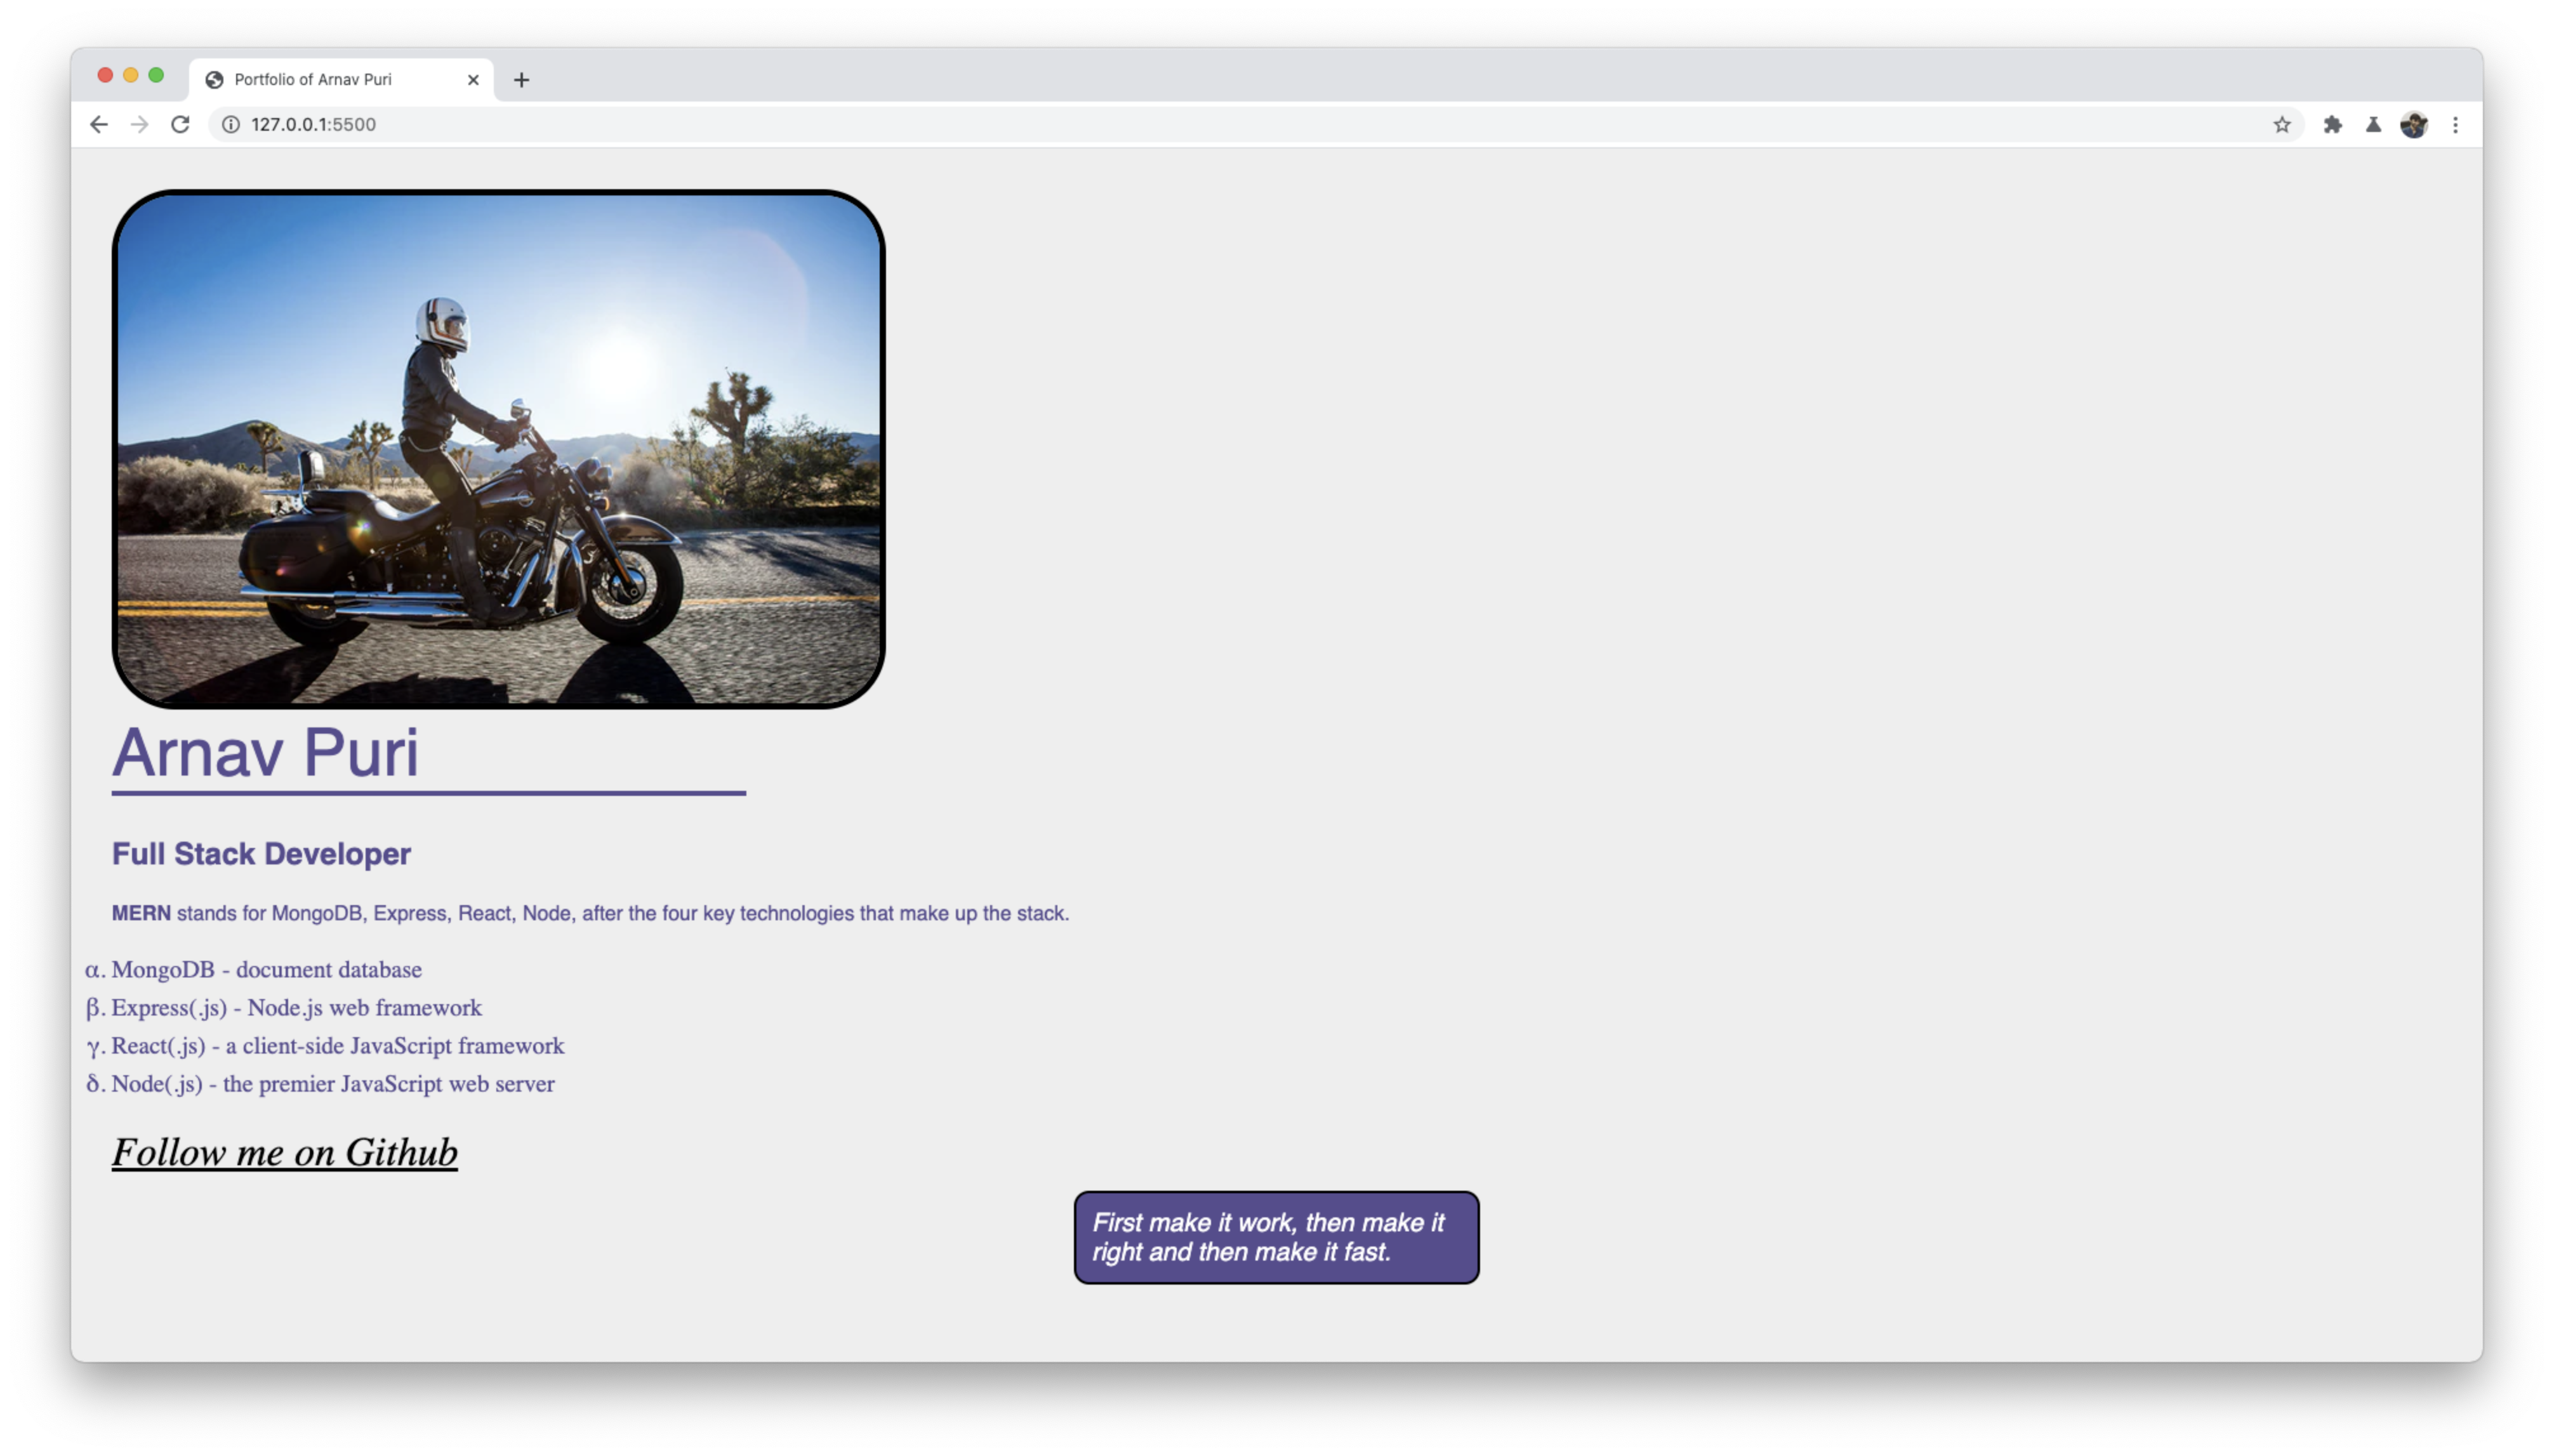 Portfolio of Arnav Puri
127.0.0.1:5500
Arnav Puri
Full Stack Developer
MERN stands for MongoDB, Express, React, Node, after the four key technologies that make up the stack.
α. MongoDB - document database
β. Express(.js) - Node.js web framework
γ. React(.js) - a client-side JavaScript framework
δ. Node(.js) - the premier JavaScript web server
Follow me on Github
First make it work, then make it
right and then make it fast.